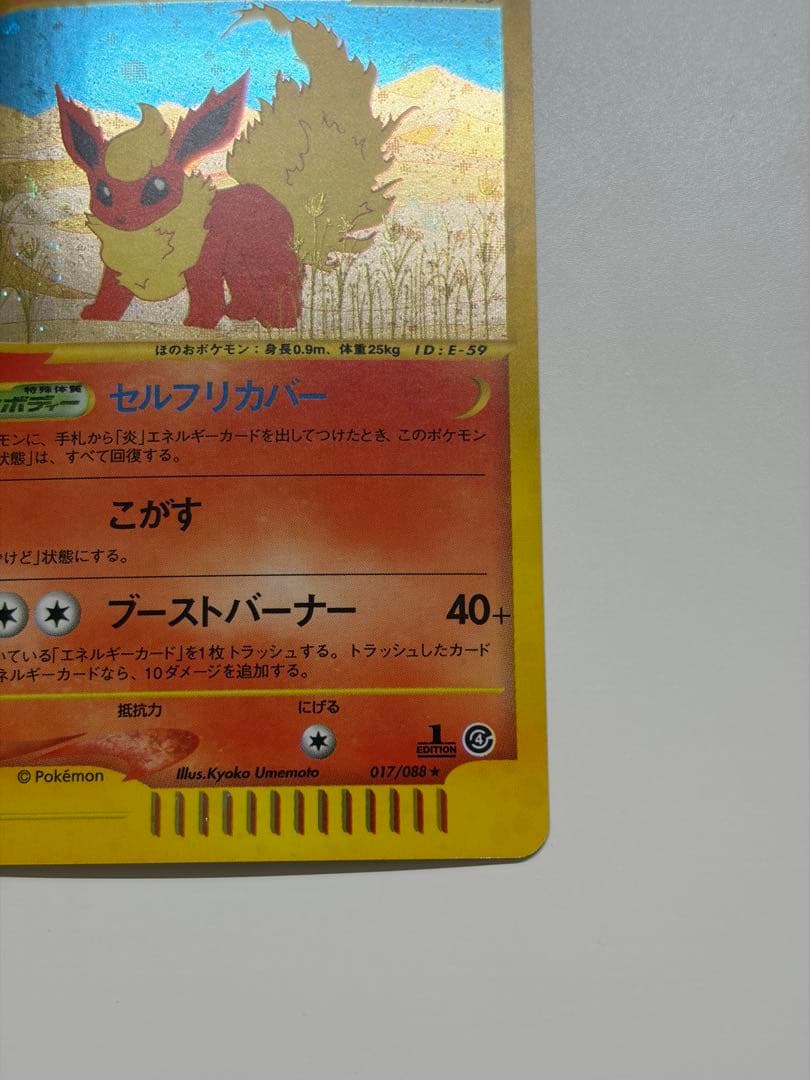 ほのおポケモン：身長0.9m、体重25kg ID:E-59
特殊体質
ボディー セルフリカバー
モンに、手札から「炎」エネルギーカードを出してつけたとき、このポケモン
状態」は、すべて回復する。
こがす
けど」状態にする。
ブーストバーナー 40+
いている「エネルギーカード」を1枚トラッシュする。トラッシュしたカード
ネルギーカードなら、10ダメージを追加する。
抵抗力 にげる
1 EDITION 4
©Pokémon Illus.Kyoko Umemoto 017/088★